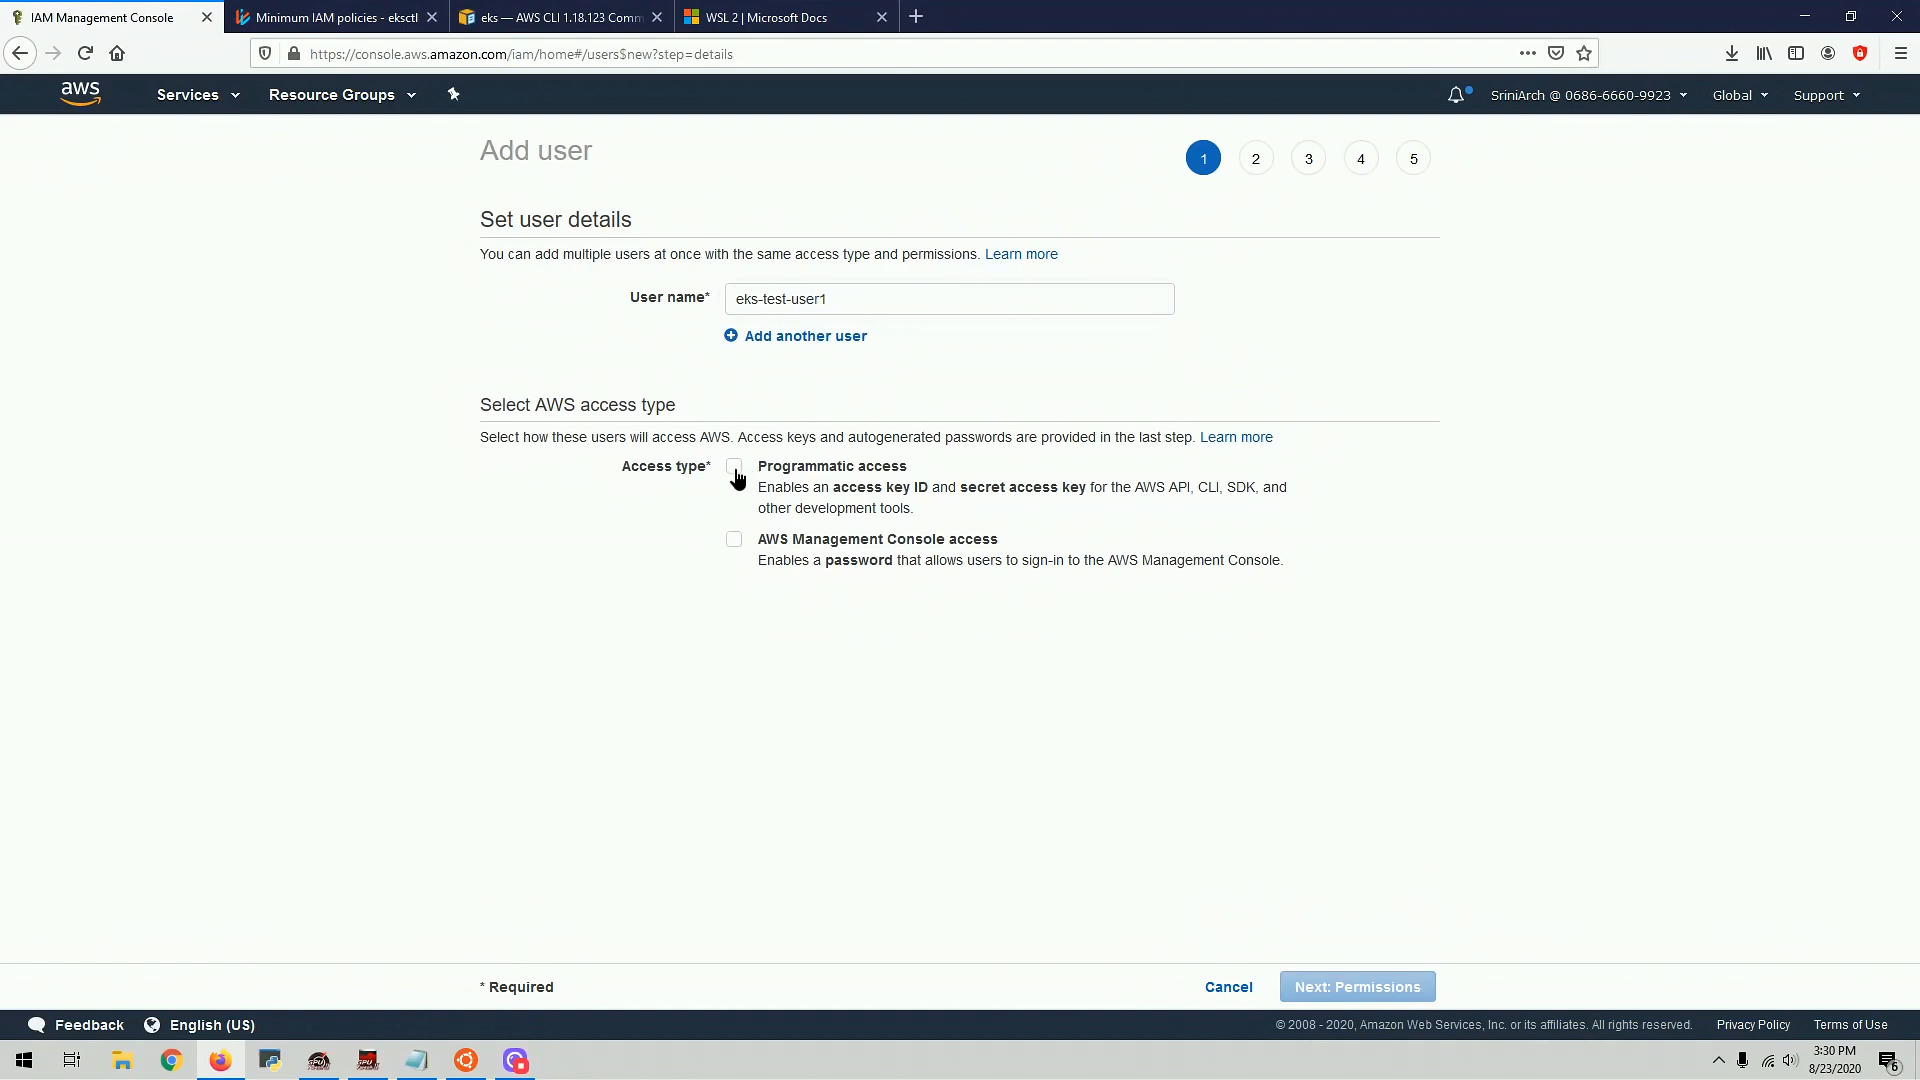 IAM Management Console
Minimum IAM policies - eksctl
eks — AWS CLI 1.18.123 Comm
WSL 2 | Microsoft Docs
https://console.aws.amazon.com/iam/home#/users$new?step=details
aws
Services
Resource Groups
SriniArch @ 0686-6660-9923
Global
Support
Add user
1
2
3
4
5
Set user details
You can add multiple users at once with the same access type and permissions. Learn more
User name*
eks-test-user1
Add another user
Select AWS access type
Select how these users will access AWS. Access keys and autogenerated passwords are provided in the last step. Learn more
Access type*
Programmatic access
Enables an access key ID and secret access key for the AWS API, CLI, SDK, and
other development tools.
AWS Management Console access
Enables a password that allows users to sign-in to the AWS Management Console.
* Required
Cancel
Next: Permissions
Feedback
English (US)
© 2008 - 2020, Amazon Web Services, Inc. or its affiliates. All rights reserved.
Privacy Policy
Terms of Use
3:30 PM
8/23/2020
6